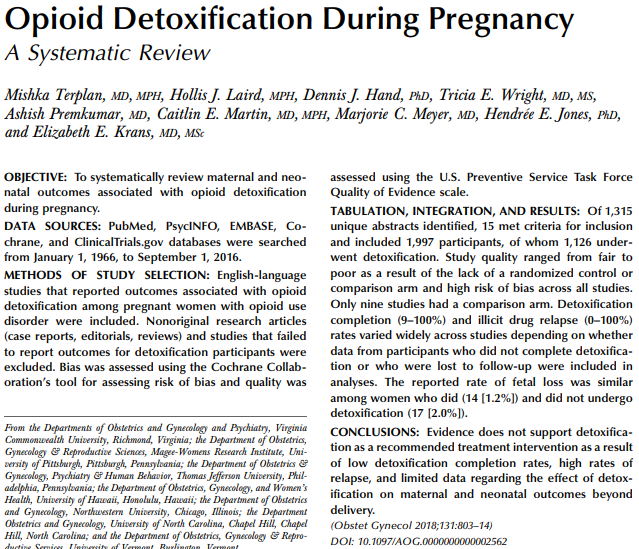 Opioid Detoxification During Pregnancy
A Systematic Review
Mishka Terplan, MD, MPH, Hollis J. Laird, MPH, Dennis J. Hand, PhD, Tricia E. Wright, MD, MS,
Ashish Premkumar, MD, Caitlin E. Martin, MD, MPH, Marjorie C. Meyer, MD, Hendrée E. Jones, PhD,
and Elizabeth E. Krans, MD, MSc
OBJECTIVE: To systematically review maternal and neo-
natal outcomes associated with opioid detoxification
during pregnancy.
DATA SOURCES: PubMed, PsycINFO, EMBASE, Co-
chrane, and ClinicalTrials.gov databases were searched
from January 1, 1966, to September 1, 2016.
METHODS OF STUDY SELECTION: English-language
studies that reported outcomes associated with opioid
detoxification among pregnant women with opioid use
disorder were included. Nonoriginal research articles
(case reports, editorials, reviews) and studies that failed
to report outcomes for detoxification participants were
excluded. Bias was assessed using the Cochrane Collab-
oration's tool for assessing risk of bias and quality was
From the Departments of Obstetrics and Gynecology and Psychiatry, Virginia
Commonwealth University, Richmond, Virginia; the Department of Obstetrics,
Gynecology & Reproductive Sciences, Magee-Womens Research Institute, Uni-
versity of Pittsburgh, Pittsburgh, Pennsylvania; the Department of Obstetrics &
Gynecology, Psychiatry & Human Behavior, Thomas Jefferson University, Phil-
adelphia, Pennsylvania; the Department of Obstetrics, Gynecology, and Women's
Health, University of Hawaii, Honolulu, Hawaii; the Department of Obstetrics
and Gynecology, Northwestern University, Chicago, Illinois; the Department
Obstetrics and Gynecology, University of North Carolina, Chapel Hill, Chapel
Hill, North Carolina; and the Department of Obstetrics, Gynecology & Repro-
ductive Services, University of Vermont, Burlington, Vermont.
assessed using the U.S. Preventive Service Task Force
Quality of Evidence scale.
TABULATION, INTEGRATION, AND RESULTS: Of 1,315
unique abstracts identified, 15 met criteria for inclusion
and included 1,997 participants, of whom 1,126 under-
went detoxification. Study quality ranged from fair to
poor as a result of the lack of a randomized control or
comparison arm and high risk of bias across all studies.
Only nine studies had a comparison arm. Detoxification
completion (9–100%) and illicit drug relapse (0–100%)
rates varied widely across studies depending on whether
data from participants who did not complete detoxifica-
tion or who were lost to follow-up were included in
analyses. The reported rate of fetal loss was similar
among women who did (14 [1.2%]) and did not undergo
detoxification (17 [2.0%]).
CONCLUSIONS: Evidence does not support detoxifica-
tion as a recommended treatment intervention as a result
of low detoxification completion rates, high rates of
relapse, and limited data regarding the effect of detox-
ification on maternal and neonatal outcomes beyond
delivery.
(Obstet Gynecol 2018;131:803–14)
DOI: 10.1097/AOG.0000000000002562